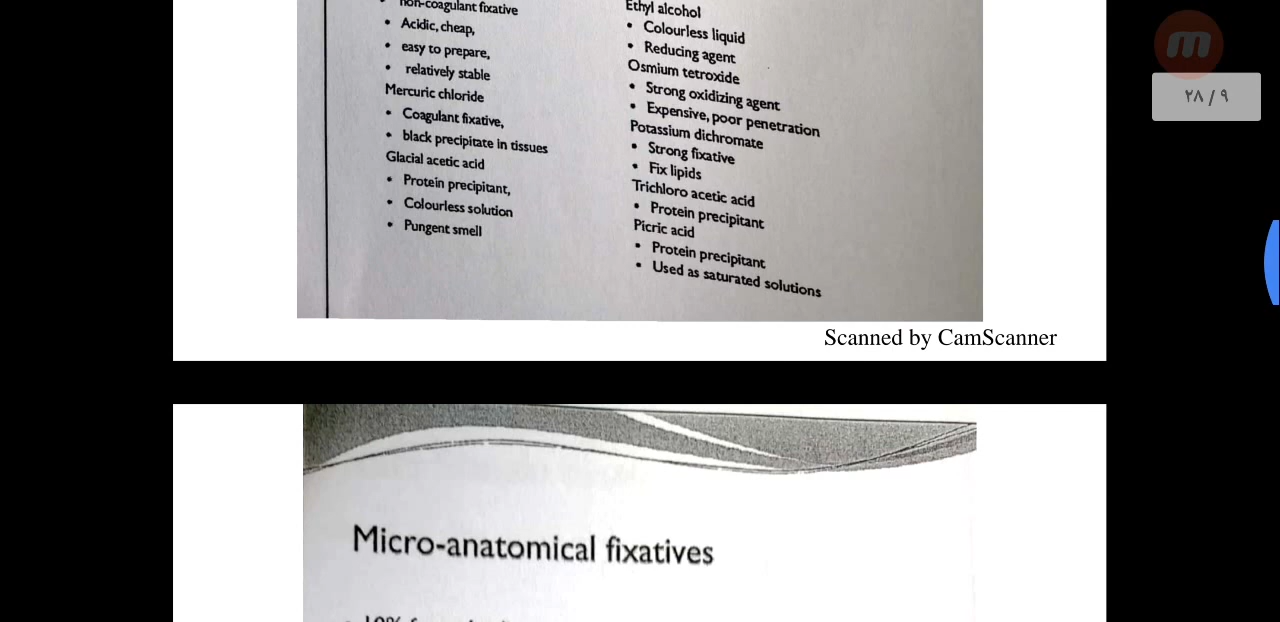 non-coagulant fixative
• Acidic, cheap,
• easy to prepare,
• relatively stable
Mercuric chloride
• Coagulant fixative,
• black precipitate in tissues
Glacial acetic acid
• Protein precipitant,
• Colourless solution
• Pungent smell
Ethyl alcohol
• Colourless liquid
• Reducing agent
Osmium tetroxide
• Strong oxidizing agent
• Expensive, poor penetration
Potassium dichromate
• Strong fixative
• Fix lipids
Trichloro acetic acid
• Protein precipitant
Picric acid
• Protein precipitant
• Used as saturated solutions
٢٨ / ٩
Scanned by CamScanner
Micro-anatomical fixatives